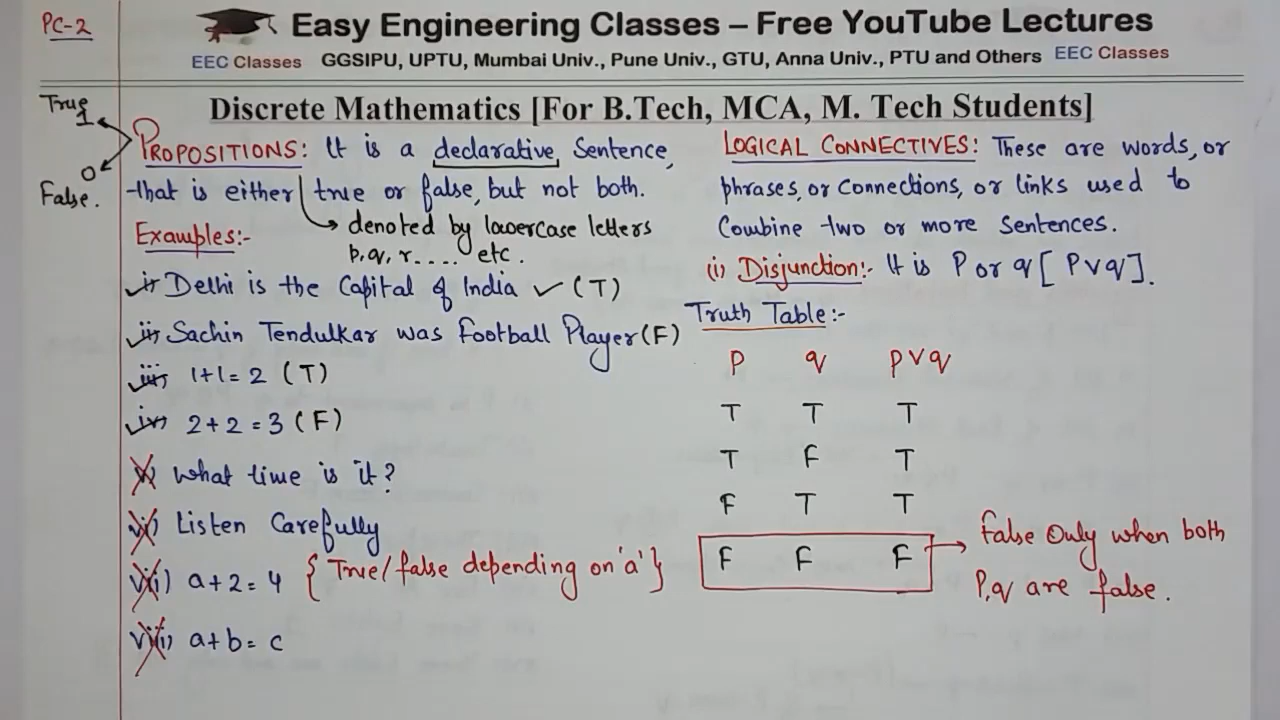 PC-2
Easy Engineering Classes – Free YouTube Lectures
EEC Classes GGSIPU, UPTU, Mumbai Univ., Pune Univ., GTU, Anna Univ., PTU and Others EEC Classes
Discrete Mathematics [For B.Tech, MCA, M. Tech Students]
True
1
0
False.
PROPOSITIONS: It is a declarative Sentence,
that is either true or false, but not both.
→ denoted by lowercase letters
p,q,r.... etc.
Examples:-
i) Delhi is the Capital of India ✓ (T)
ii) Sachin Tendulkar was Football Player (F)
iii) 1+1=2 (T)
iv) 2+2=3 (F)
v) What time is it?
vi) Listen Carefully
vii) a+2=4 {True/false depending on 'a'}
viii) a+b=c
LOGICAL CONNECTIVES: These are words, or
phrases, or Connections, or links used to
Combine two or more Sentences.
(i) Disjunction:- It is P or q [P∨q].
Truth Table:-
P q P∨q
T T T
T F T
F T T
F F F
→ False Only when both
P,q are false.